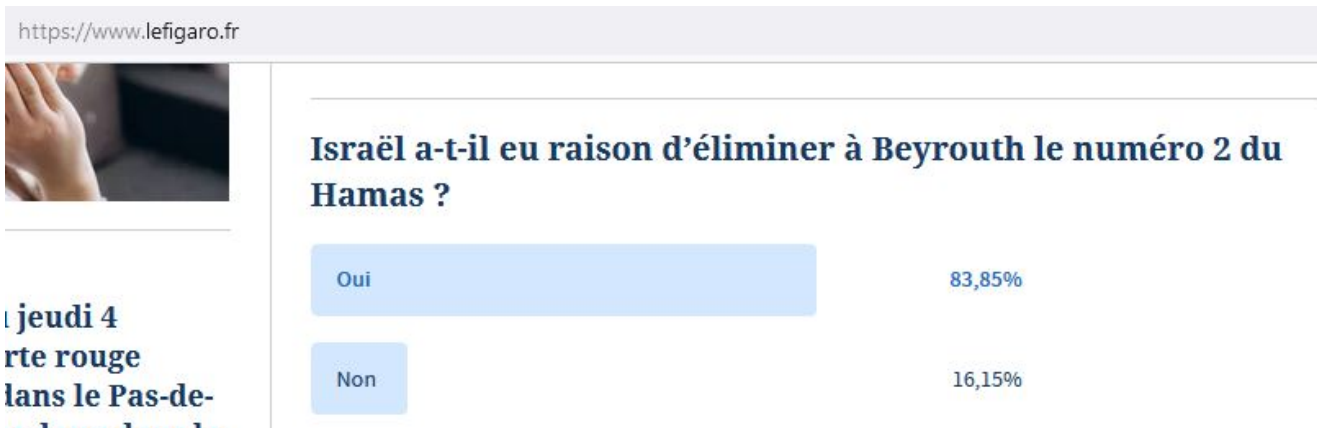 https://www.lefigaro.fr
Israël a-t-il eu raison d’éliminer à Beyrouth le numéro 2 du
Hamas ?
Oui 83,85%
Non 16,15%
jeudi 4
rte rouge
dans le Pas-de-